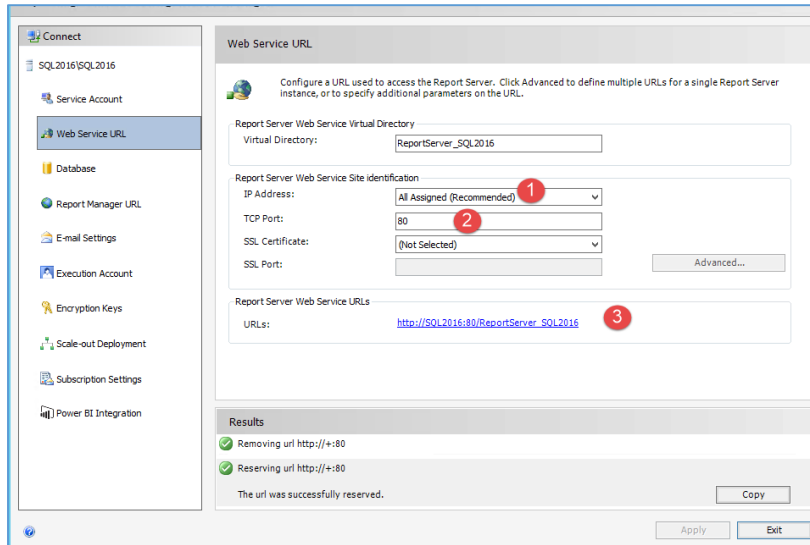 Connect
SQL2016\SQL2016
Service Account
Web Service URL
Database
Report Manager URL
E-mail Settings
Execution Account
Encryption Keys
Scale-out Deployment
Subscription Settings
Power BI Integration
Web Service URL
Configure a URL used to access the Report Server. Click Advanced to define multiple URLs for a single Report Server
instance, or to specify additional parameters on the URL.
Report Server Web Service Virtual Directory
Virtual Directory: ReportServer_SQL2016
Report Server Web Service Site identification
IP Address: All Assigned (Recommended) 1
TCP Port: 80 2
SSL Certificate: (Not Selected)
SSL Port: Advanced...
Report Server Web Service URLs
URLs: http://SQL2016:80/ReportServer_SQL2016 3
Results
Removing url http://+:80
Reserving url http://+:80
The url was successfully reserved. Copy
Apply Exit